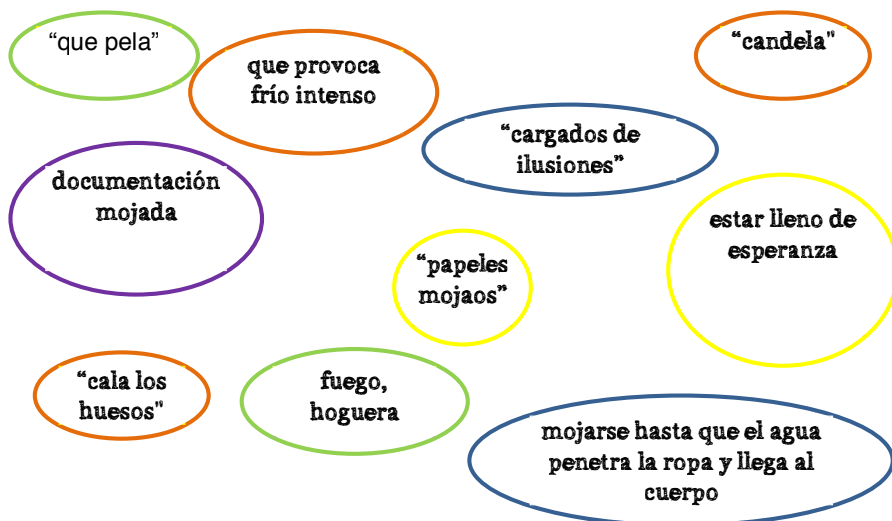 “que pela”
que provoca
frío intenso
“candela"
“cargados de
ilusiones”
documentación
mojada
estar lleno de
esperanza
“papeles
mojaos”
“cala los
huesos"
fuego,
hoguera
mojarse hasta que el agua
penetra la ropa y llega al
cuerpo